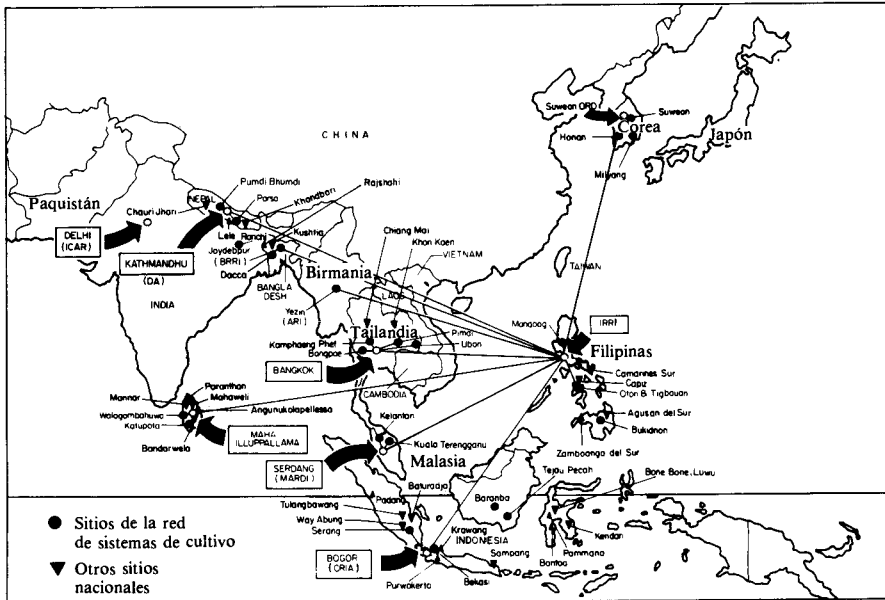 CHINA
Suweon ORD
Suweon
Corea
Japón
Honan
Milyang
Paquistán
Chauri Jhari
NEPAL
Pumdi Bhumdi
Parsa
Khandbari
Rajshahi
DELHI
(ICAR)
KATHMANDHU
(DA)
Lele
Ranchi
Kushtia
Joydebpur
(BRRI)
Dacca
BANGLA
DESH
INDIA
Birmania
Yezin
(ARI)
Chiang Mai
Khon Kaen
VIETNAM
LAOS
TAIWAN
Tailandia
Pimai
Kamphaeng Phet
Ubon
Bangpae
BANGKOK
CAMBODIA
Manaoag
IRRI
Filipinas
Camarines Sur
Capiz
Oton & Tigbauan
Agusan del Sur
Bukidnon
Zamboanga del Sur
Paranthan
Mannar
Mahaweli
Walagambahuwa
Angunukolapellessa
Katupota
Bandarwela
MAHA
ILLUPPALLAMA
Kelantan
Kuala Terengganu
SERDANG
(MARDI)
Malasia
Tejau Pecah
Bone Bone, Luwu
Baturadja
Padang
Tulangbawang
Way Abung
Serang
Baranba
Krawang
INDONESIA
Sampang
Kendari
Pammana
Bantoa
BOGOR
(CRIA)
Purwokerto
Bekasi
Sitios de la red
de sistemas de cultivo
Otros sitios
nacionales